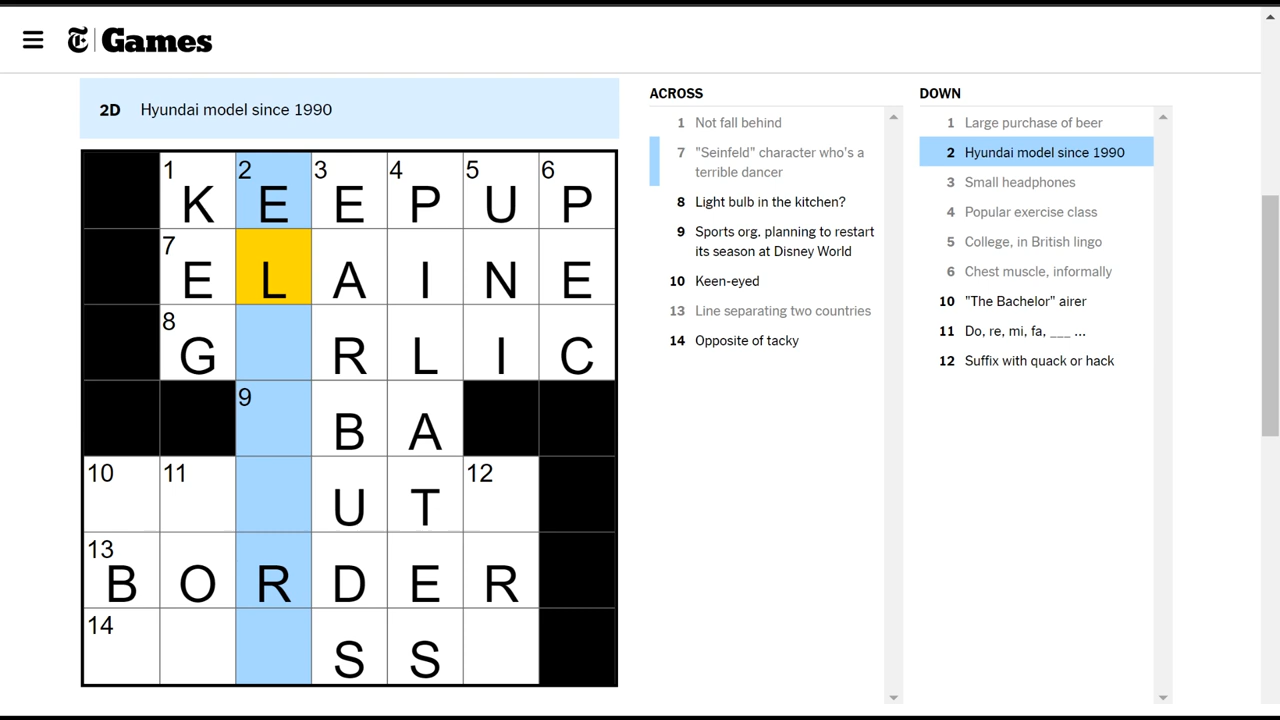 T Games
2D Hyundai model since 1990
ACROSS
1 Not fall behind
7 "Seinfeld" character who's a
terrible dancer
8 Light bulb in the kitchen?
9 Sports org. planning to restart
its season at Disney World
10 Keen-eyed
13 Line separating two countries
14 Opposite of tacky
DOWN
1 Large purchase of beer
2 Hyundai model since 1990
3 Small headphones
4 Popular exercise class
5 College, in British lingo
6 Chest muscle, informally
10 "The Bachelor" airer
11 Do, re, mi, fa, ___ ...
12 Suffix with quack or hack
1 2 3 4 5 6
K E E P U P
7
E L A I N E
8
G R L I C
9
B A
10 11 12
U T
13
B O R D E R
14
S S